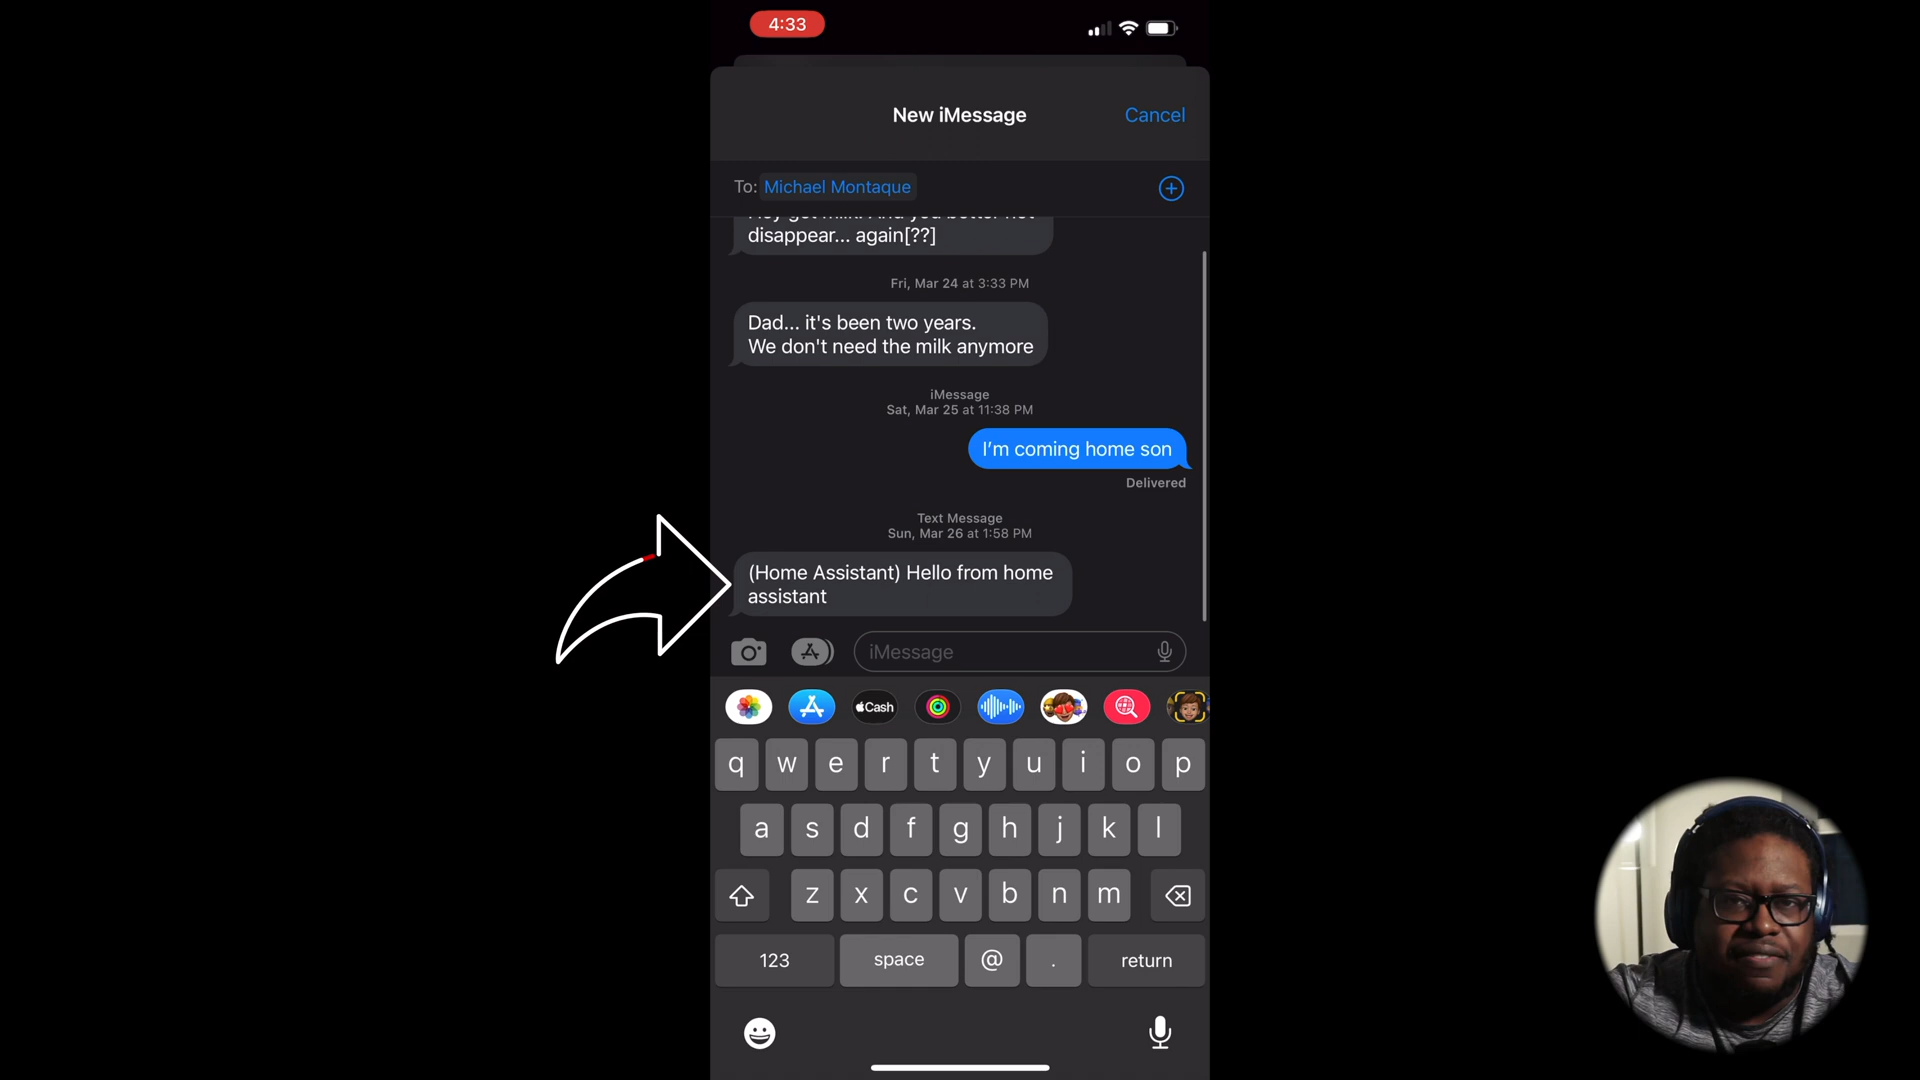 4:33
New iMessage
Cancel
To: Michael Montaque
disappear... again[??]
Fri, Mar 24 at 3:33 PM
Dad... it's been two years.
We don't need the milk anymore
iMessage
Sat, Mar 25 at 11:38 PM
I'm coming home son
Delivered
Text Message
Sun, Mar 26 at 1:58 PM
(Home Assistant) Hello from home
assistant
iMessage
Cash
q w e r t y u i o p
a s d f g h j k l
z x c v b n m
123 space @ . return